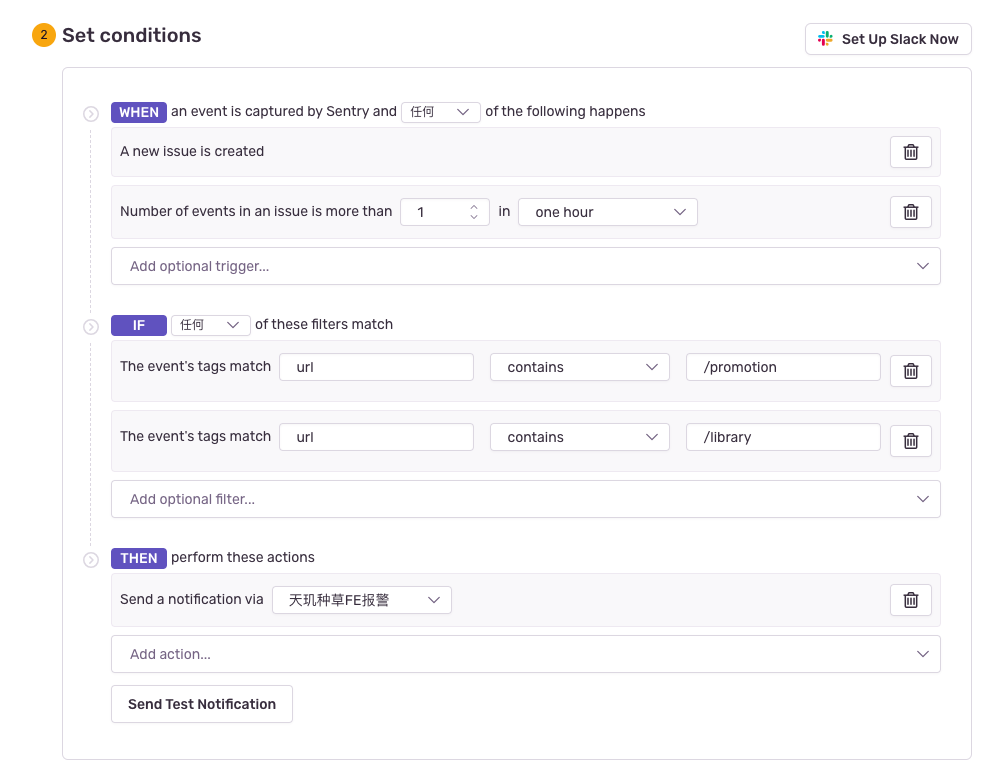 2 Set conditions
Set Up Slack Now
WHEN an event is captured by Sentry and 任何 of the following happens
A new issue is created
Number of events in an issue is more than 1 in one hour
Add optional trigger...
IF 任何 of these filters match
The event's tags match url contains /promotion
The event's tags match url contains /library
Add optional filter...
THEN perform these actions
Send a notification via 天玑种草FE报警
Add action...
Send Test Notification